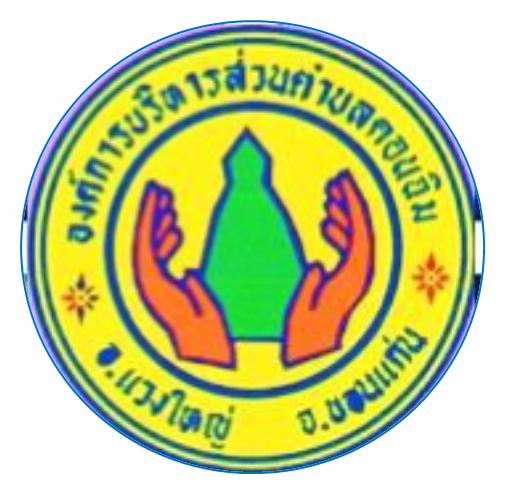 องค์การบริหารส่วนตำบลคอนฉิม
อ.แวงใหญ่ จ.ขอนแก่น